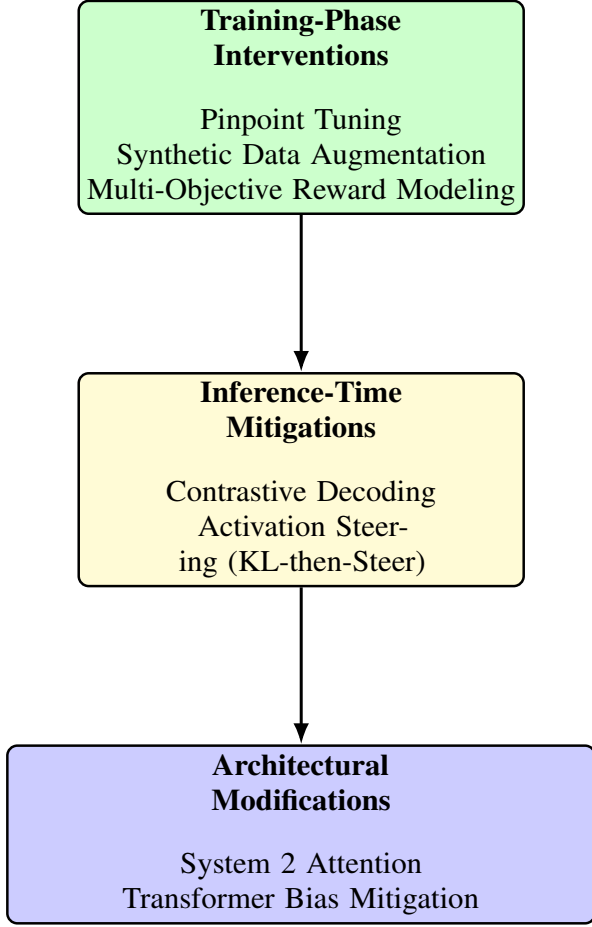 Training-Phase
Interventions
Pinpoint Tuning
Synthetic Data Augmentation
Multi-Objective Reward Modeling
Inference-Time
Mitigations
Contrastive Decoding
Activation Steer-
ing (KL-then-Steer)
Architectural
Modifications
System 2 Attention
Transformer Bias Mitigation